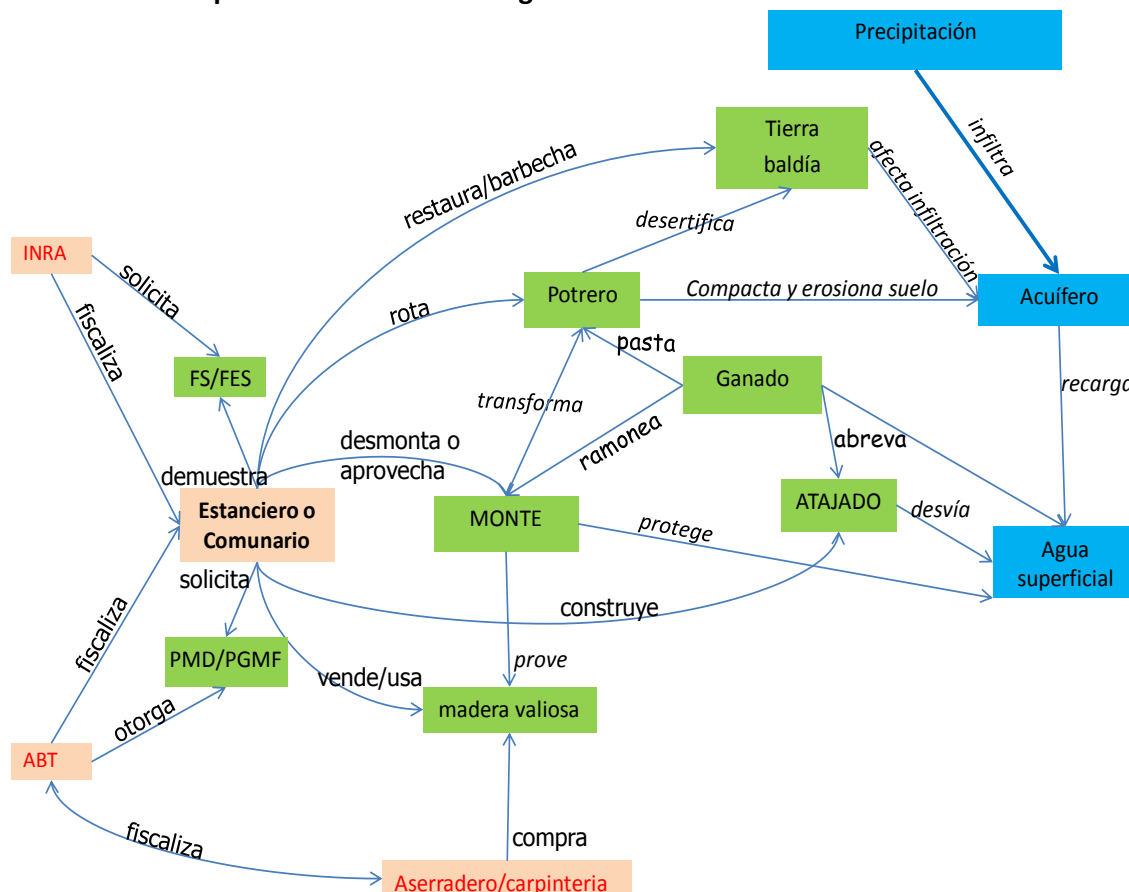 Precipitación
infiltra
Tierra
baldía
restaura/barbecha
afecta infiltración
desertifica
INRA
solicita
Potrero
Compacta y erosiona suelo
Acuífero
rota
fiscaliza
pasta
FS/FES
Ganado
transforma
recarga
ramonea
desmonta o
aprovecha
abreva
demuestra
Estanciero o
Comunario
MONTE
ATAJADO
protege
desvía
Agua
superficial
solicita
construye
fiscaliza
PMD/PGMF
prove
vende/usa
madera valiosa
otorga
ABT
fiscaliza
compra
Aserradero/carpinteria